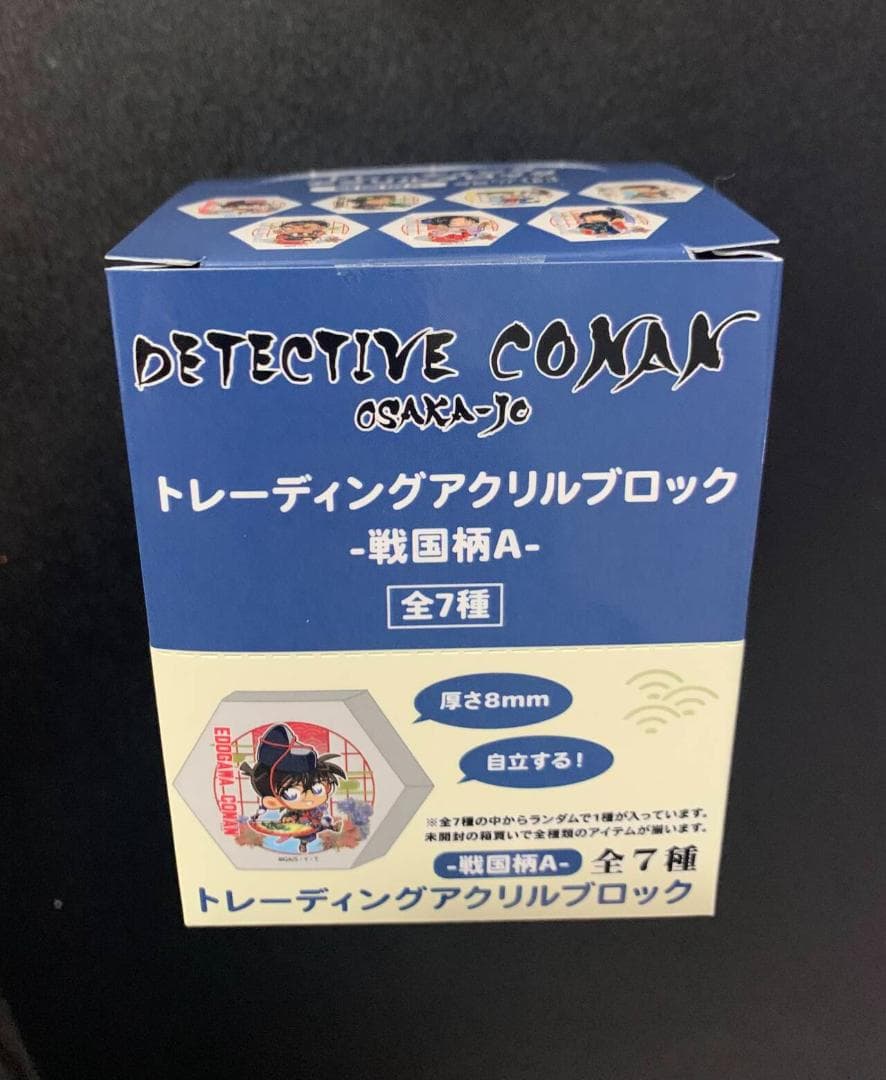 DETECTIVE CONAN
OSAKA-JO
トレーディングアクリルブロック
-戦国柄A-
全7種
厚さ8mm
自立する!
EDOGAWA CONAN
※全7種の中からランダムで1種が入っています。
未開封の箱買いで全種類のアイテムが揃います。
-戦国柄A- 全7種
トレーディングアクリルブロック